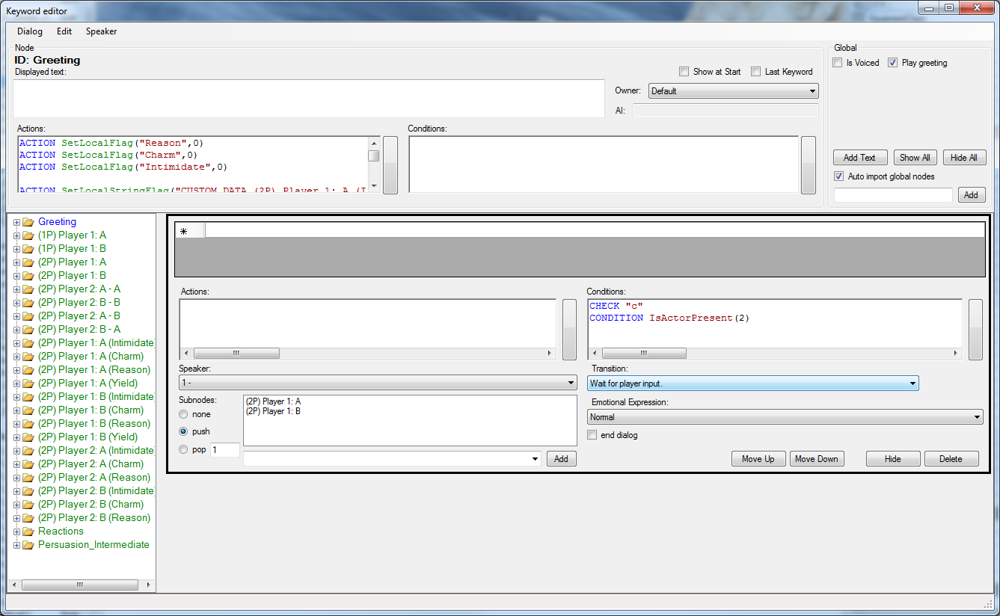 Keyword editor
Dialog Edit Speaker
Node
ID: Greeting
Displayed text:
Show at Start Last Keyword
Owner: Default
AI:
Global
Is Voiced Play greeting
Add Text Show All Hide All
Auto import global nodes
Add
Actions:
ACTION SetLocalFlag("Reason",0)
ACTION SetLocalFlag("Charm",0)
ACTION SetLocalFlag("Intimidate",0)
ACTION SetLocalStringFlag("CUSTOM DATA (2P) Player 1: A (I
Conditions:
Greeting
(1P) Player 1: A
(1P) Player 1: B
(2P) Player 1: A
(2P) Player 1: B
(2P) Player 2: A - A
(2P) Player 2: B - B
(2P) Player 2: A - B
(2P) Player 2: B - A
(2P) Player 1: A (Intimidate
(2P) Player 1: A (Charm)
(2P) Player 1: A (Reason)
(2P) Player 1: A (Yield)
(2P) Player 1: B (Intimidate
(2P) Player 1: B (Charm)
(2P) Player 1: B (Reason)
(2P) Player 1: B (Yield)
(2P) Player 2: A (Intimidate
(2P) Player 2: A (Charm)
(2P) Player 2: A (Reason)
(2P) Player 2: B (Intimidate
(2P) Player 2: B (Charm)
(2P) Player 2: B (Reason)
Reactions
Persuasion_Intermediate
Actions:
Conditions:
CHECK "c"
CONDITION IsActorPresent(2)
Speaker:
1 -
Transition:
Wait for player input.
Subnodes:
none
push
pop 1
(2P) Player 1: A
(2P) Player 1: B
Add
Emotional Expression:
Normal
end dialog
Move Up Move Down Hide Delete